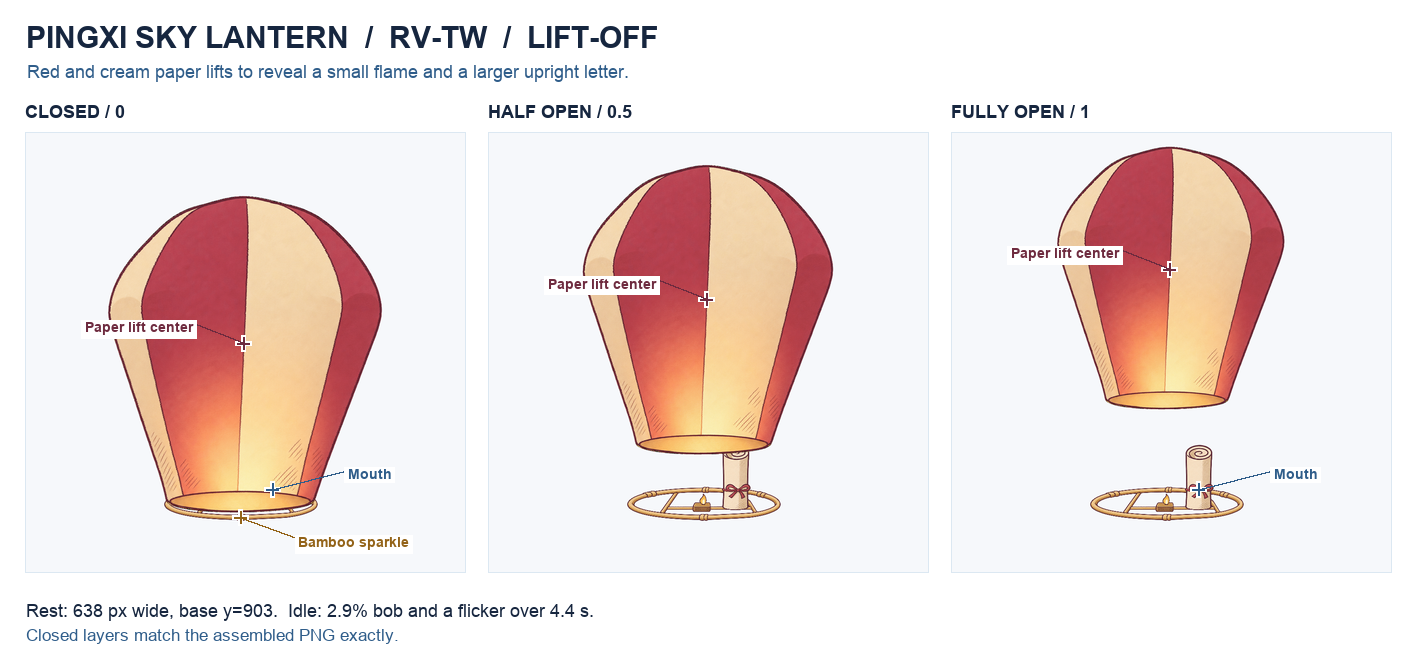 PINGXI SKY LANTERN / RV-TW / LIFT-OFF
Red and cream paper lifts to reveal a small flame and a larger upright letter.
CLOSED / 0
Paper lift center
Mouth
Bamboo sparkle
HALF OPEN / 0.5
Paper lift center
FULLY OPEN / 1
Paper lift center
Mouth
Rest: 638 px wide, base y=903. Idle: 2.9% bob and a flicker over 4.4 s.
Closed layers match the assembled PNG exactly.